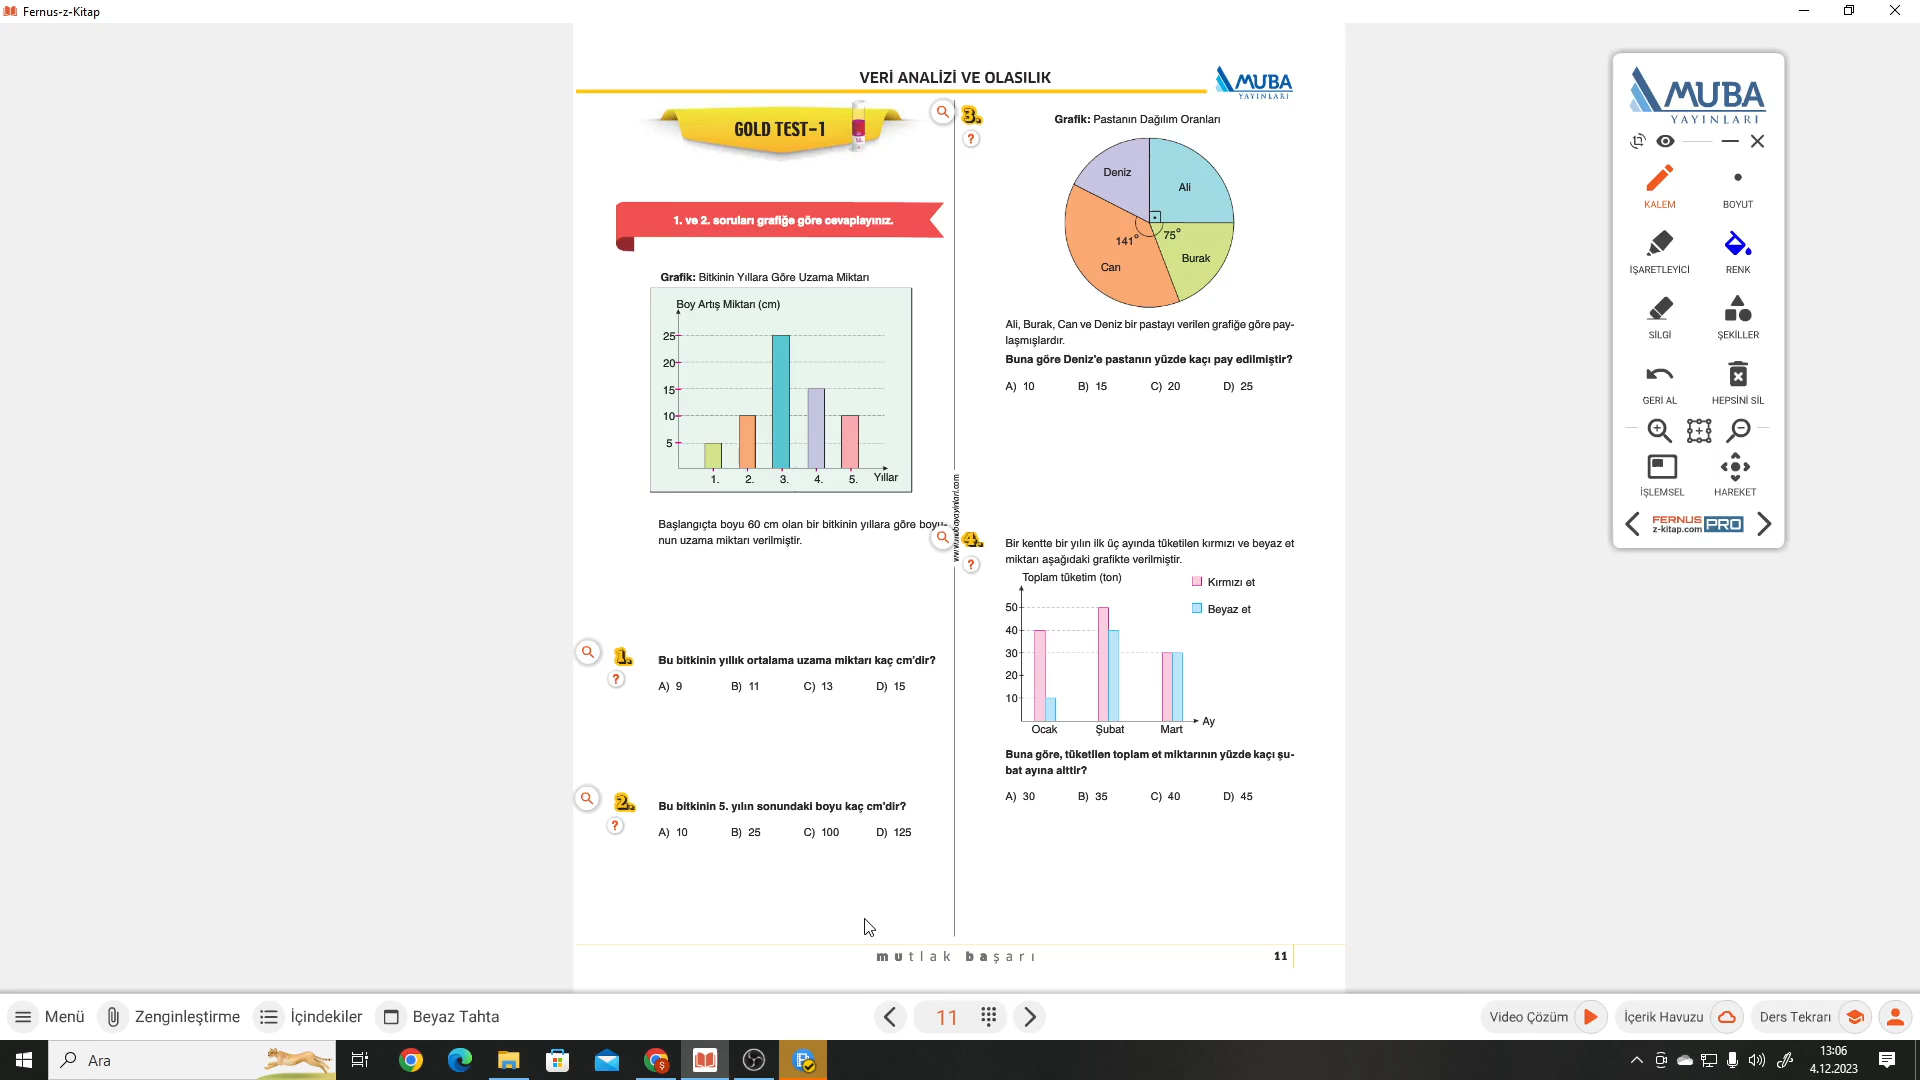 Fernus-z-Kitap
VERİ ANALİZİ VE OLASILIK
MUBA
YAYINLARI
GOLD TEST-1
1. ve 2. soruları grafiğe göre cevaplayınız.
Grafik: Bitkinin Yıllara Göre Uzama Miktarı
Boy Artış Miktarı (cm)
25
20
15
10
5
1. 2. 3. 4. 5. Yıllar
Başlangıçta boyu 60 cm olan bir bitkinin yıllara göre boyu-
nun uzama miktarı verilmiştir.
1.
?
Bu bitkinin yıllık ortalama uzama miktarı kaç cm'dir?
A) 9 B) 11 C) 13 D) 15
2.
?
Bu bitkinin 5. yılın sonundaki boyu kaç cm'dir?
A) 10 B) 25 C) 100 D) 125
www.mubayayinlari.com
3.
?
Grafik: Pastanın Dağılım Oranları
Deniz
Ali
141°
75°
Can
Burak
Ali, Burak, Can ve Deniz bir pastayı verilen grafiğe göre pay-
laşmışlardır.
Buna göre Deniz'e pastanın yüzde kaçı pay edilmiştir?
A) 10 B) 15 C) 20 D) 25
4.
?
Bir kentte bir yılın ilk üç ayında tüketilen kırmızı ve beyaz et
miktarı aşağıdaki grafikte verilmiştir.
Toplam tüketim (ton)
Kırmızı et
Beyaz et
50
40
30
20
10
Ocak Şubat Mart Ay
Buna göre, tüketilen toplam et miktarının yüzde kaçı şu-
bat ayına aittir?
A) 30 B) 35 C) 40 D) 45
mutlak başarı
11
MUBA
YAYINLARI
KALEM BOYUT
İŞARETLEYİCİ RENK
SİLGİ ŞEKİLLER
GERİ AL HEPSİNİ SİL
İŞLEMSEL HAREKET
FERNUS
z-kitap.com PRO
Menü Zenginleştirme İçindekiler Beyaz Tahta
11
Video Çözüm İçerik Havuzu Ders Tekrarı
Ara
13:06
4.12.2023